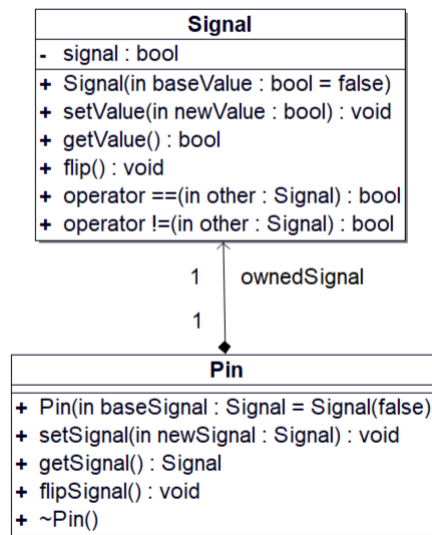 Signal
- signal : bool
+ Signal(in baseValue : bool = false)
+ setValue(in newValue : bool) : void
+ getValue() : bool
+ flip() : void
+ operator ==(in other : Signal) : bool
+ operator !=(in other : Signal) : bool
1 ownedSignal
1
Pin
+ Pin(in baseSignal : Signal = Signal(false)
+ setSignal(in newSignal : Signal) : void
+ getSignal() : Signal
+ flipSignal() : void
+ ~Pin()